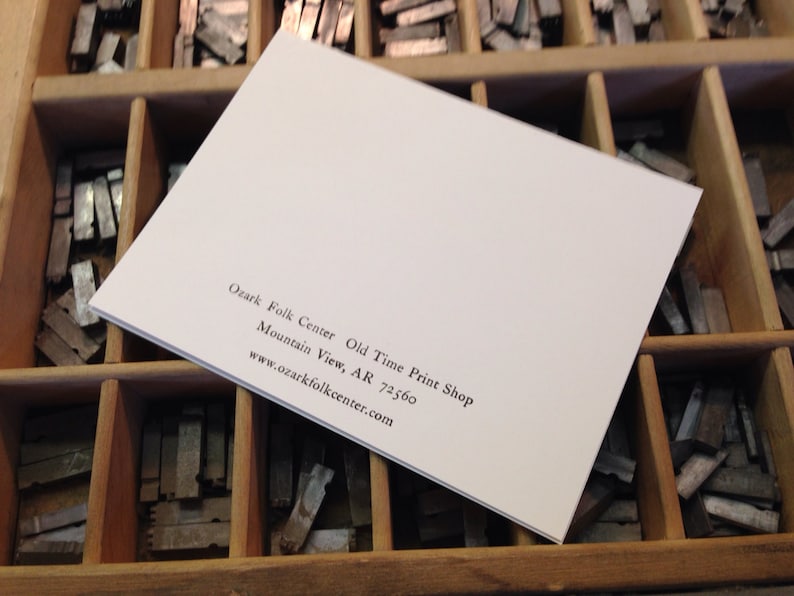 Ozark Folk Center Old Time Print Shop
Mountain View, AR 72560
www.ozarkfolkcenter.com